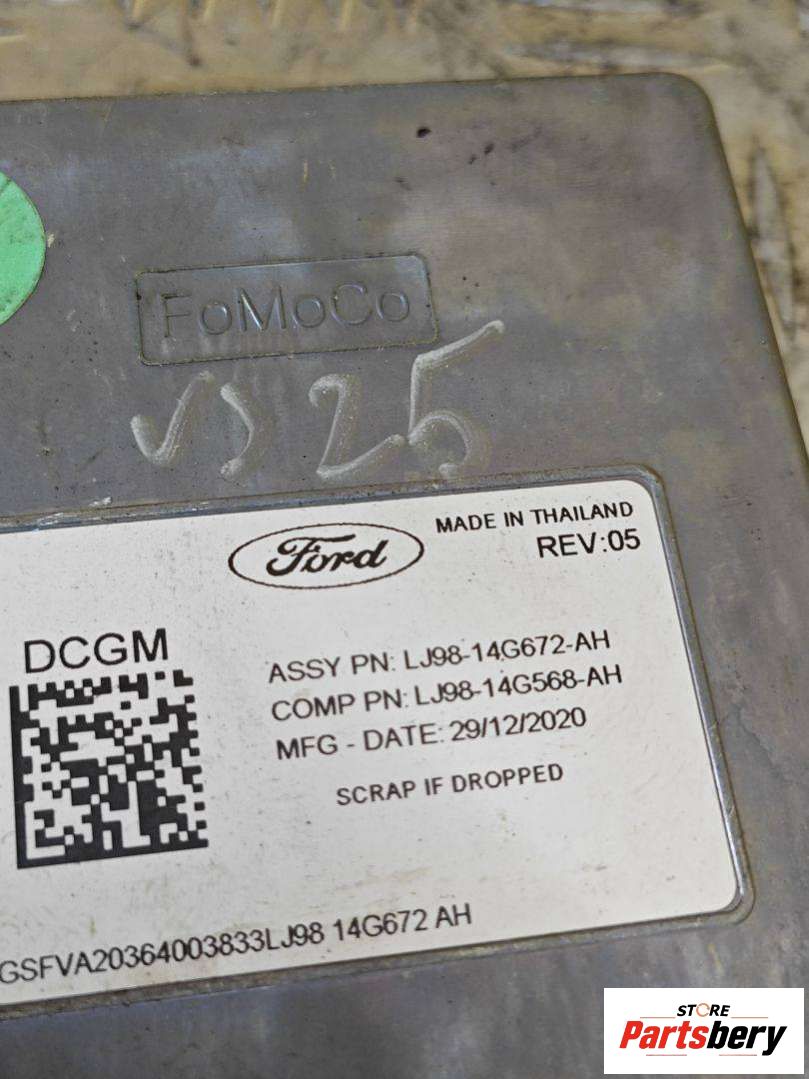 FoMoCo
25
Ford
MADE IN THAILAND
REV:05
DCGM
ASSY PN: LJ98-14G672-AH
COMP PN: LJ98-14G568-AH
MFG - DATE: 29/12/2020
SCRAP IF DROPPED
GSFVA20364003833LJ98 14G672 AH
STORE
Partsbery